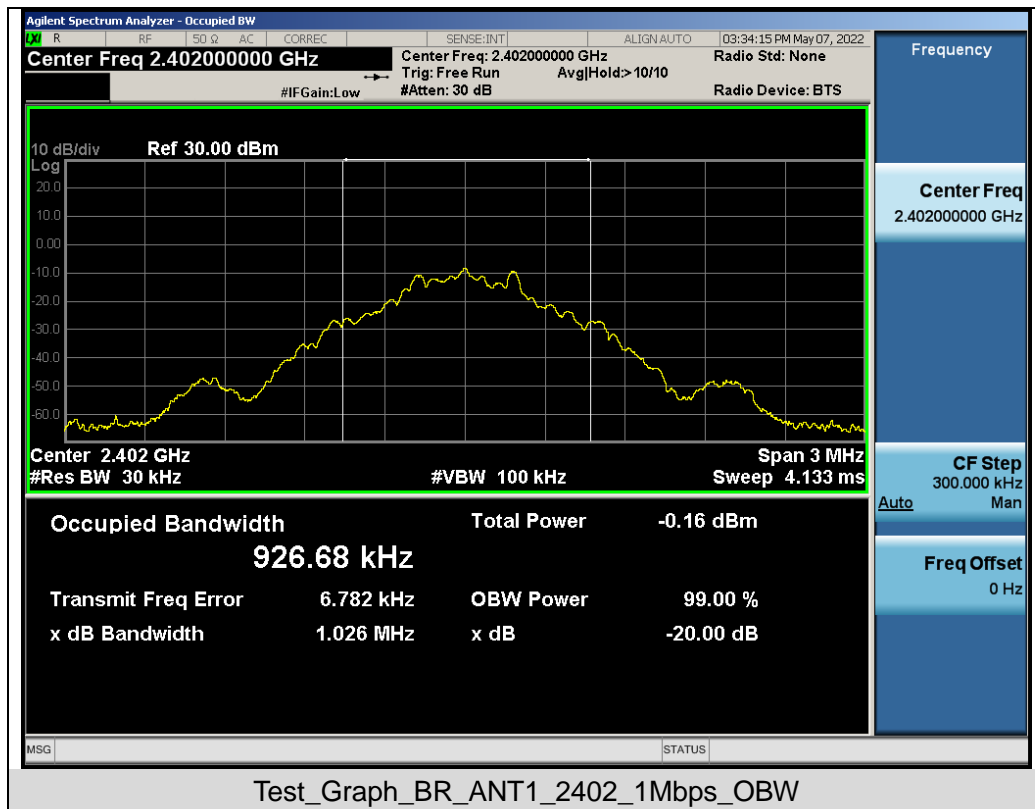 Agilent Spectrum Analyzer - Occupied BW
LXI R RF 50 Ω AC CORREC SENSE:INT ALIGN AUTO 03:34:15 PM May 07, 2022
Center Freq 2.402000000 GHz
Center Freq: 2.402000000 GHz
Radio Std: None
Trig: Free Run Avg|Hold:> 10/10
#IFGain:Low
#Atten: 30 dB
Radio Device: BTS
10 dB/div Ref 30.00 dBm
Log
20.0
10.0
0.00
-10.0
-20.0
-30.0
-40.0
-50.0
-60.0
Center 2.402 GHz
Span 3 MHz
#Res BW 30 kHz
#VBW 100 kHz
Sweep 4.133 ms
Occupied Bandwidth
926.68 kHz
Total Power -0.16 dBm
Transmit Freq Error 6.782 kHz
OBW Power 99.00 %
x dB Bandwidth 1.026 MHz
x dB -20.00 dB
Frequency
Center Freq
2.402000000 GHz
CF Step
300.000 kHz
Auto Man
Freq Offset
0 Hz
MSG
STATUS
Test_Graph_BR_ANT1_2402_1Mbps_OBW